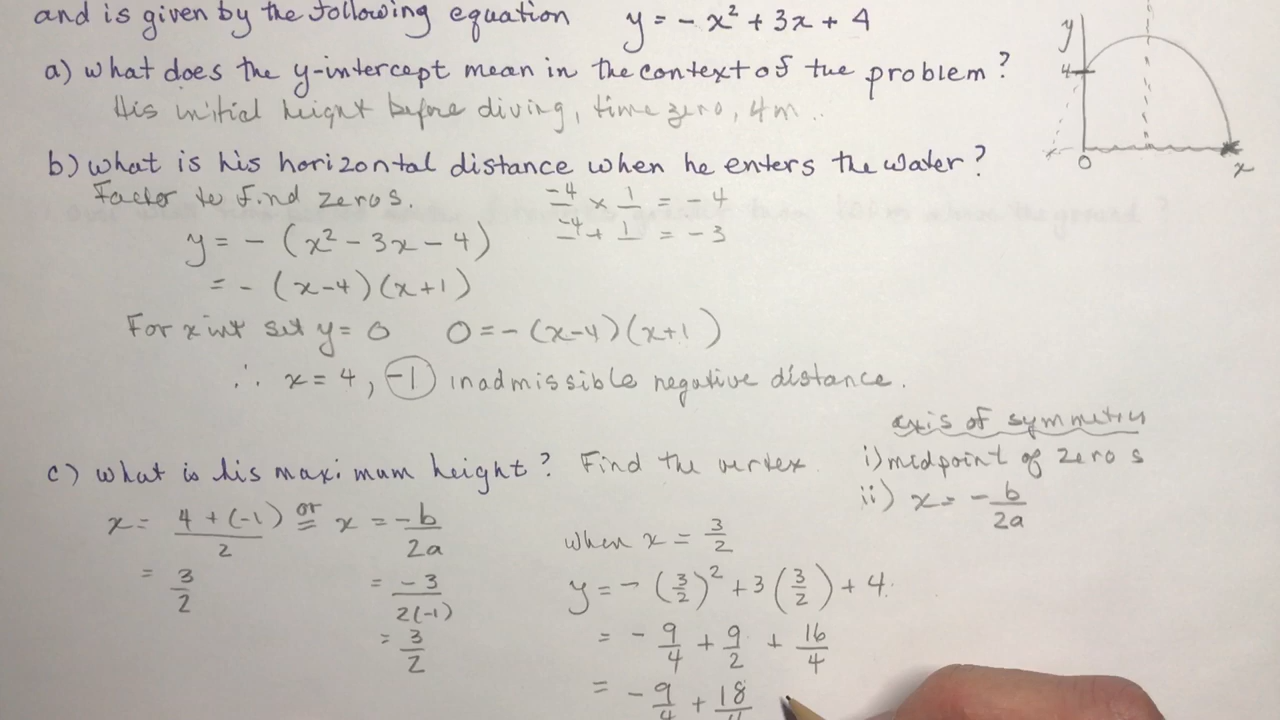 and is given by the following equation y = - x² + 3x + 4
a) what does the y-intercept mean in the context of the problem?
His initial height before diving, time zero, 4m..
b) what is his horizontal distance when he enters the water?
Factor to find zeros. -4 × 1 = - 4
-4 + 1 = - 3
y = - (x² - 3x - 4)
= - (x-4)(x+1)
For x int set y = 0 0 = - (x-4)(x+1)
∴ x = 4, -1 inadmissible negative distance.
c) what is his maximum height? Find the vertex
axis of symmetry
i) midpoint of zeros
ii) x = - b/2a
x = 4 + (-1)/2 or x = -b/2a
= 3/2 = -3/2(-1)
= 3/2
when x = 3/2
y = - (3/2)² + 3(3/2) + 4.
= - 9/4 + 9/2 + 16/4
= - 9/4 + 18/4
y
4
0
x